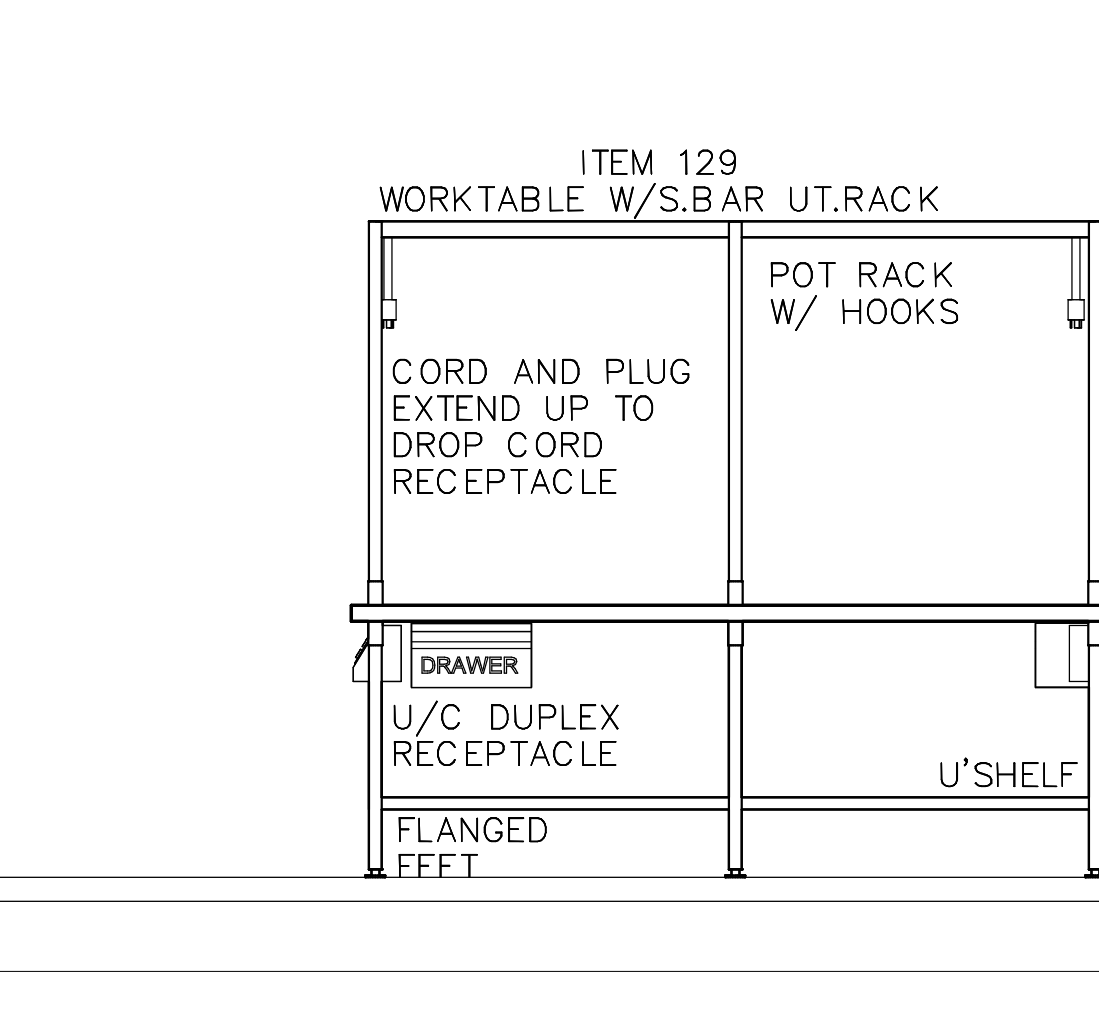 ITEM 129
WORKTABLE W/S.BAR UT.RACK
POT RACK
W/ HOOKS
CORD AND PLUG
EXTEND UP TO
DROP CORD
RECEPTACLE
DRAWER
U/C DUPLEX
RECEPTACLE
U'SHELF
FLANGED
FEET